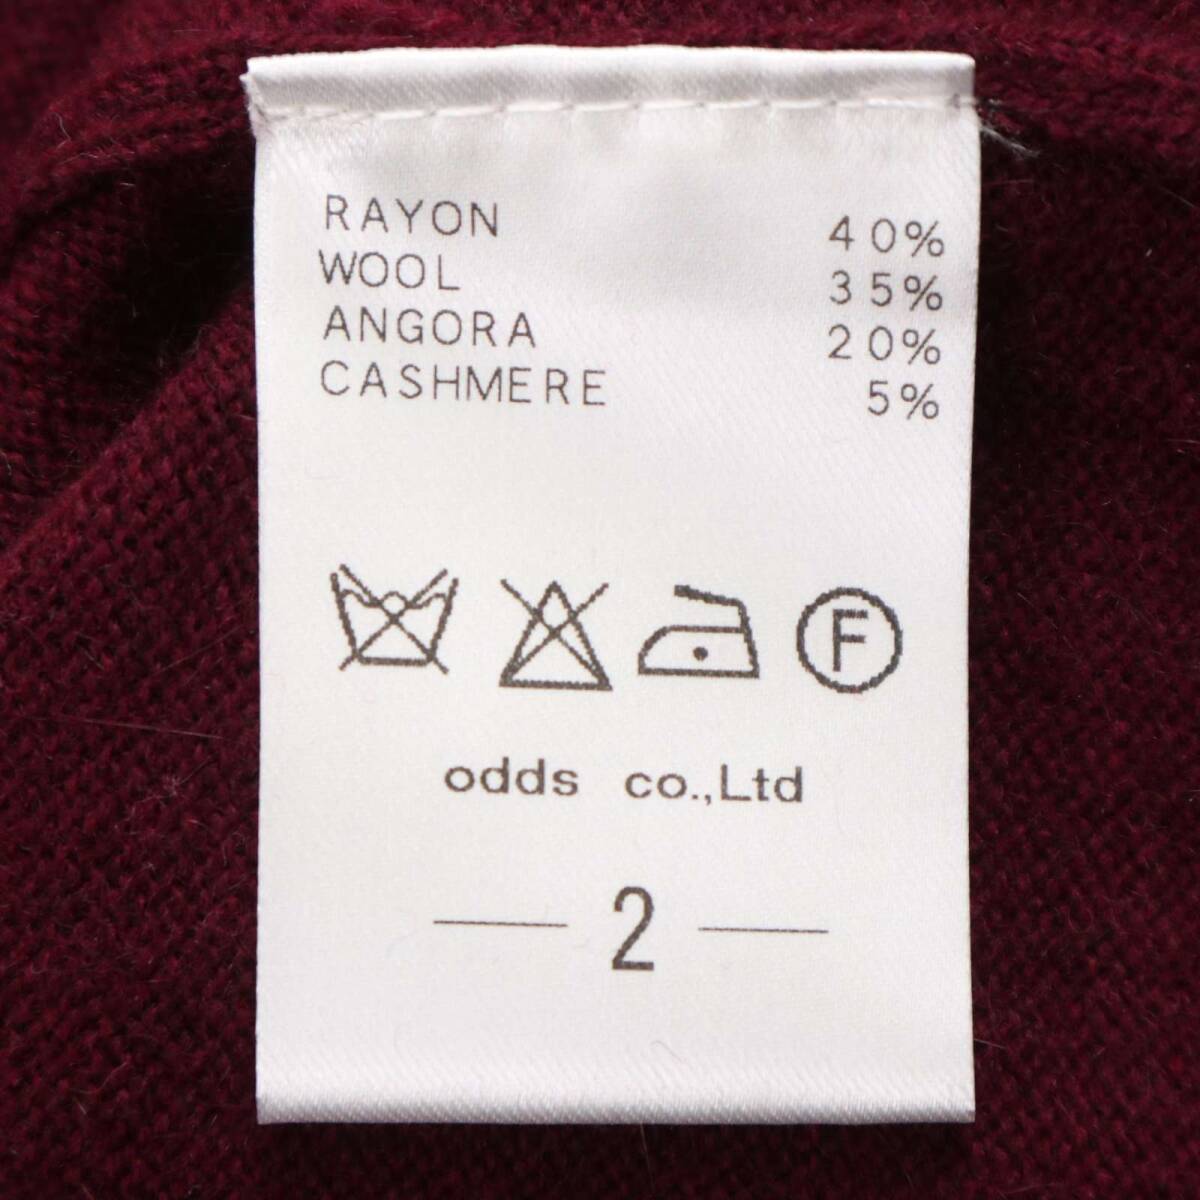 RAYON 40%
WOOL 35%
ANGORA 20%
CASHMERE 5%
F
odds co.,Ltd
2